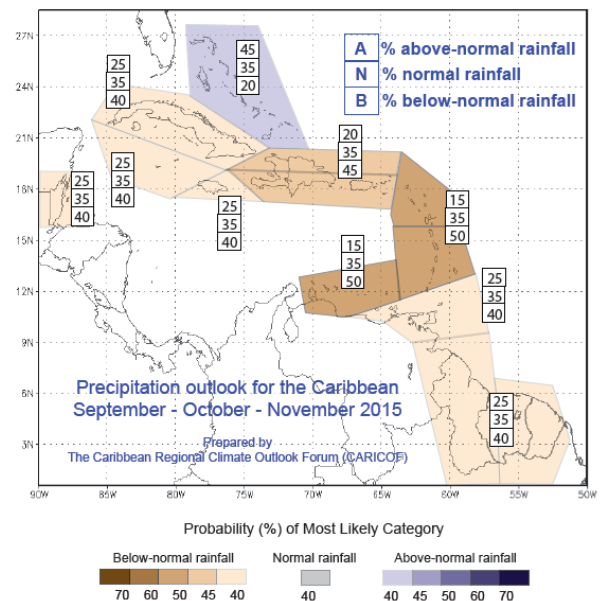 27N
24N
21N
18N
15N
12N
9N
6N
3N
90W 85W 80W 75W 70W 65W 60W 55W 50W
A % above-normal rainfall
N % normal rainfall
B % below-normal rainfall
45
35
20
25
35
40
20
35
45
25
35
40
25
35
40
25
35
40
15
35
50
15
35
50
25
35
40
25
35
40
Precipitation outlook for the Caribbean
September - October - November 2015
Prepared by
The Caribbean Regional Climate Outlook Forum (CARICOF)
Probability (%) of Most Likely Category
Below-normal rainfall Normal rainfall Above-normal rainfall
70 60 50 45 40 40 40 45 50 60 70